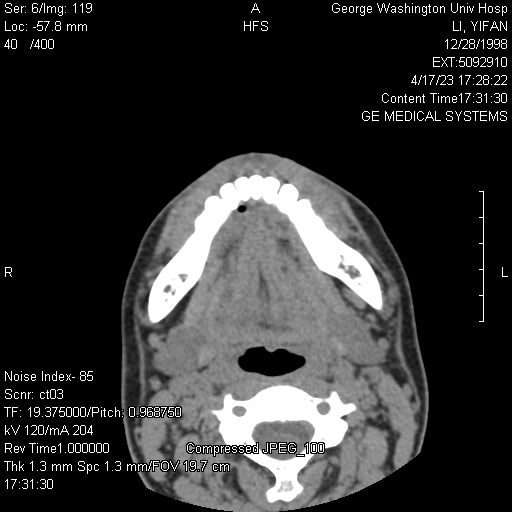 Ser: 6/Img: 119
Loc: -57.8 mm
40 /400
A
HFS
George Washington Univ Hosp
LI, YIFAN
12/28/1998
EXT:5092910
4/17/23 17:28:22
Content Time17:31:30
GE MEDICAL SYSTEMS
R
L
Noise Index- 85
Scnr: ct03
TF: 19.375000/Pitch: 0.968750
kV 120/mA 204
Rev Time1.000000
Compressed JPEG_100
Thk 1.3 mm Spc 1.3 mm/FOV 19.7 cm
17:31:30